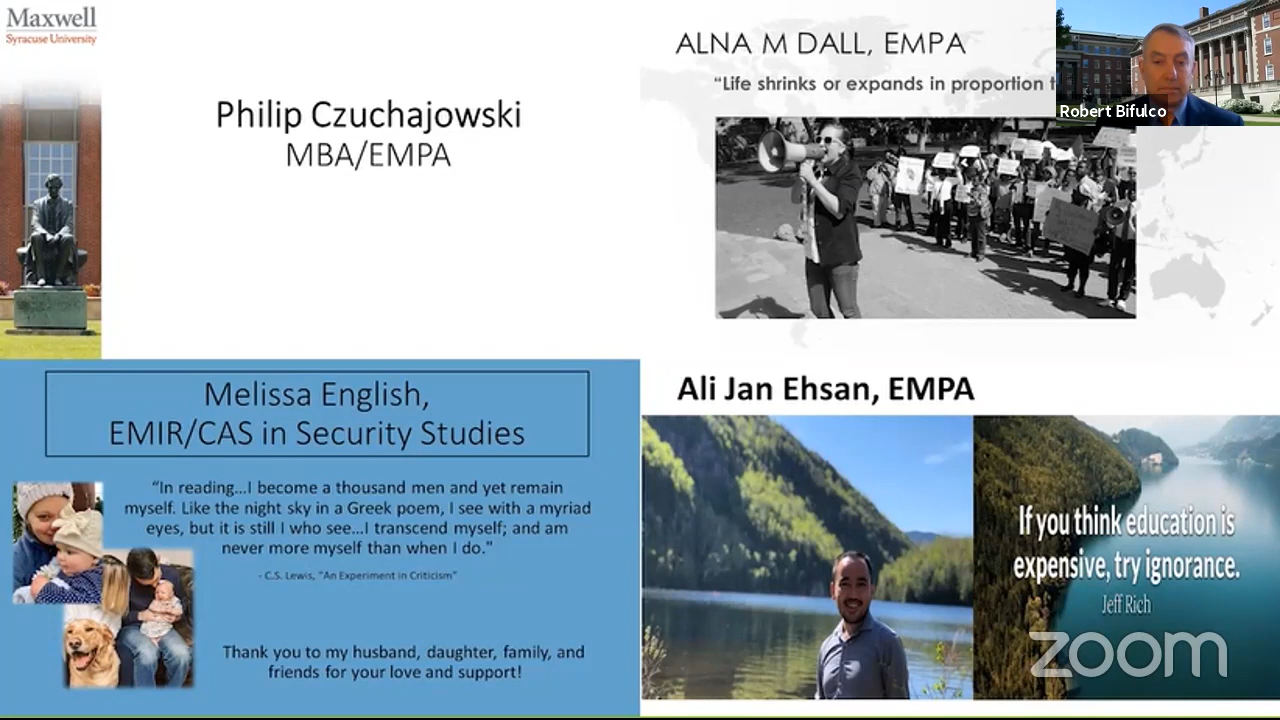 Maxwell
Syracuse University
Philip Czuchajowski
MBA/EMPA
ALNA M DALL, EMPA
“Life shrinks or expands in proportion t
Robert Bifulco
Melissa English,
EMIR/CAS in Security Studies
“In reading...I become a thousand men and yet remain
myself. Like the night sky in a Greek poem, I see with a myriad
eyes, but it is still I who see...I transcend myself; and am
never more myself than when I do."
- C.S. Lewis, "An Experiment in Criticism"
Thank you to my husband, daughter, family, and
friends for your love and support!
Ali Jan Ehsan, EMPA
If you think education is
expensive, try ignorance.
Jeff Rich
zoom